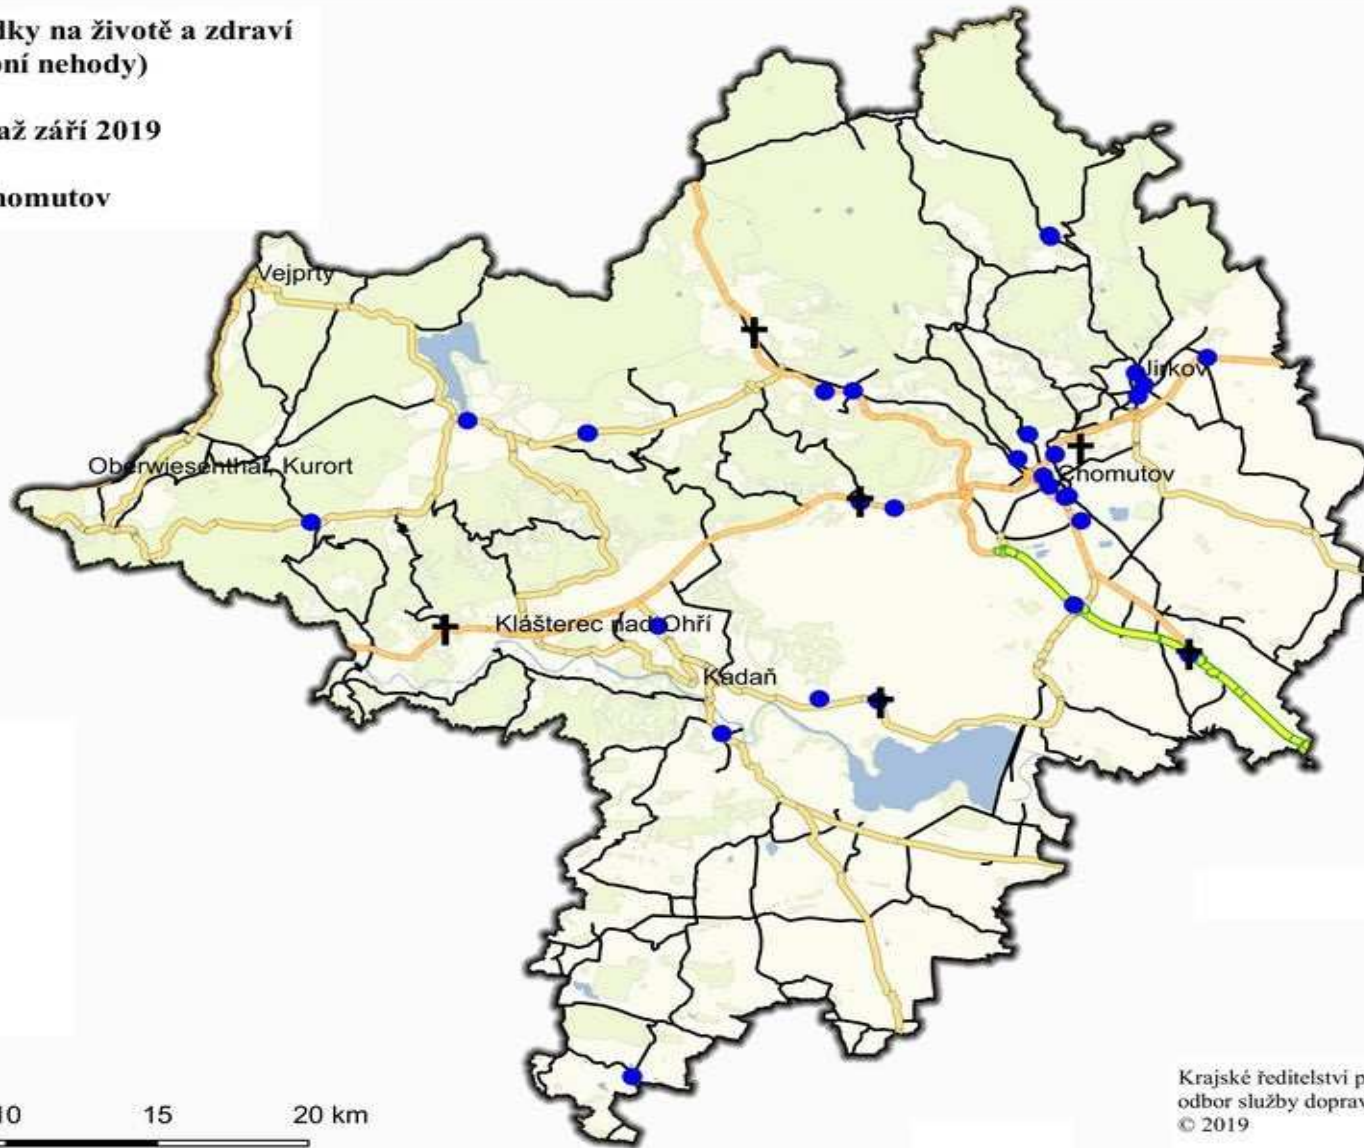 dky na životě a zdraví
ní nehody)
až září 2019
homutov
Vejprty
Jirkov
Oberwiesenthal, Kurort
Chomutov
Klášterec nad Ohří
Kadaň
10 15 20 km
Krajské ředitelství p
odbor služby doprav
© 2019